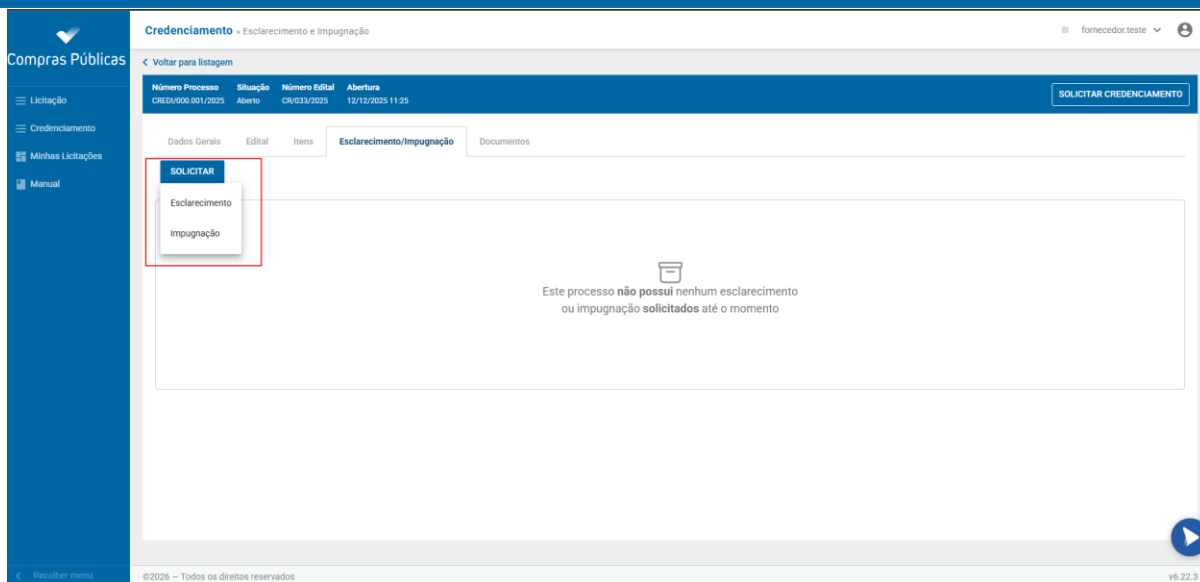 Compras Públicas
Licitação
Credenciamento
Minhas Licitações
Manual
Recolher menu
Credenciamento » Esclarecimento e Impugnação
fornecedor.teste
Voltar para listagem
Número Processo Situação Número Edital Abertura
CREDI/000.001/2025 Aberto CR/033/2025 12/12/2025 11:25
SOLICITAR CREDENCIAMENTO
Dados Gerais Edital Itens Esclarecimento/Impugnação Documentos
SOLICITAR
Esclarecimento
Impugnação
Este processo não possui nenhum esclarecimento
ou impugnação solicitados até o momento
©2026 — Todos os direitos reservados
v6.22.3